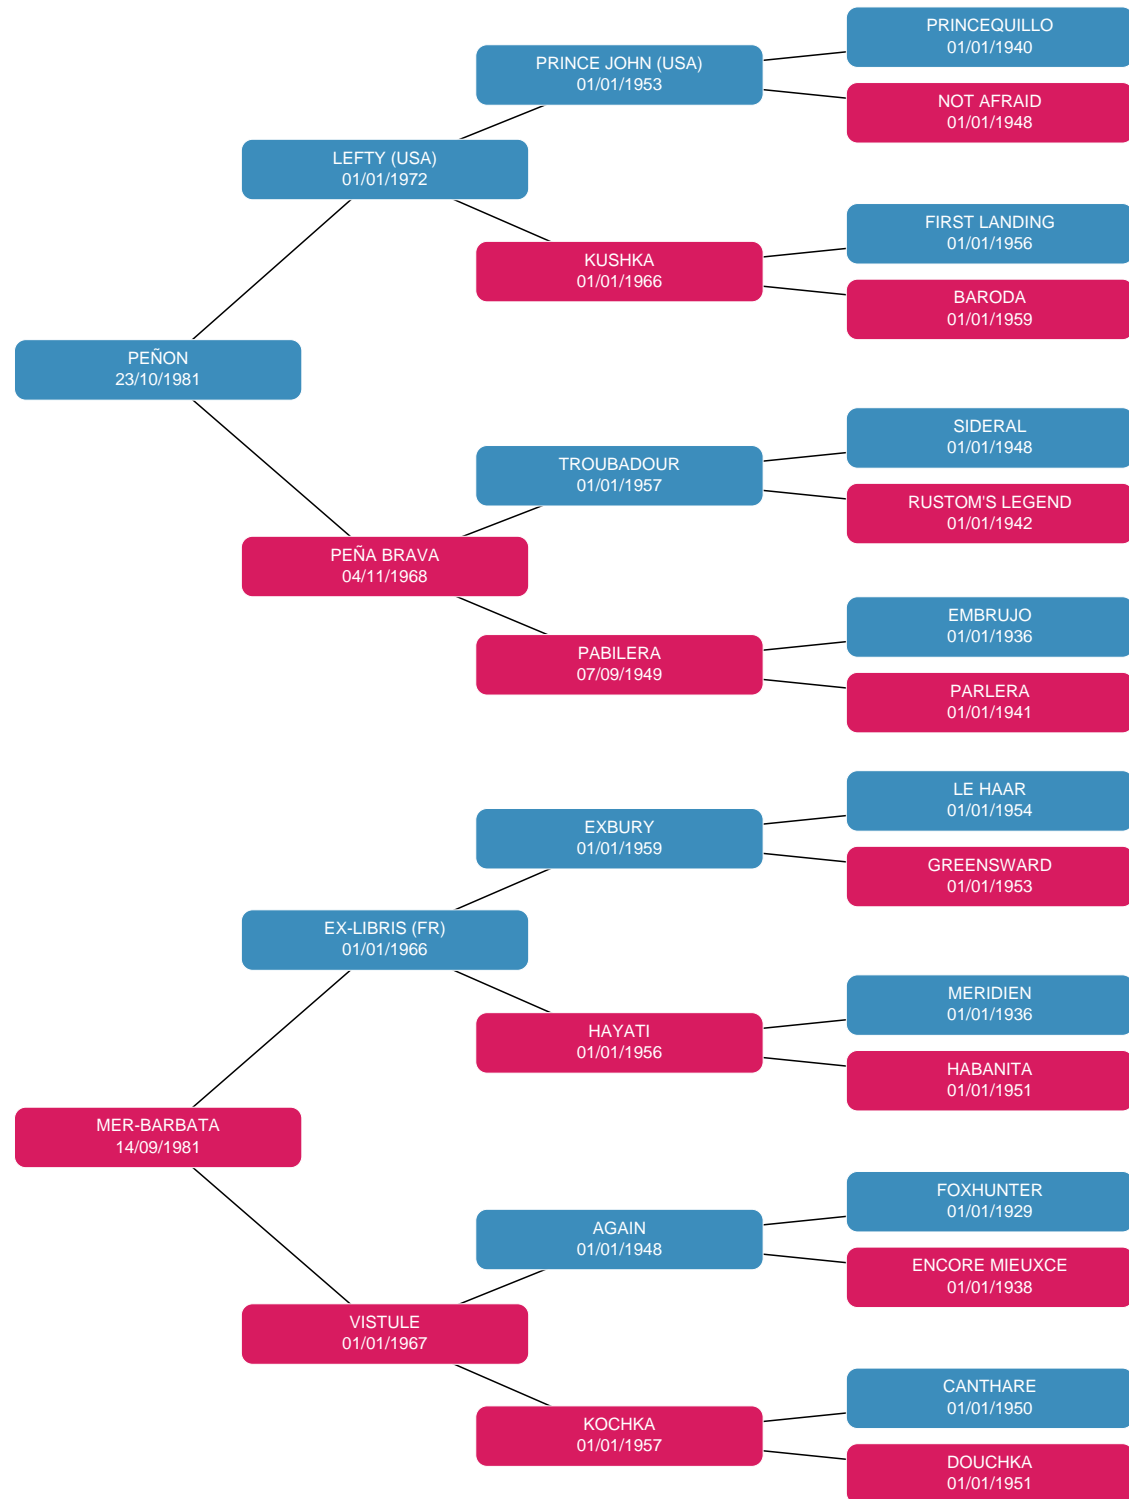 PRINCEQUILLO
01/01/1940
PRINCE JOHN (USA)
01/01/1953
NOT AFRAID
01/01/1948
LEFTY (USA)
01/01/1972
FIRST LANDING
01/01/1956
KUSHKA
01/01/1966
BARODA
01/01/1959
PEÑON
23/10/1981
SIDERAL
01/01/1948
TROUBADOUR
01/01/1957
RUSTOM'S LEGEND
01/01/1942
PEÑA BRAVA
04/11/1968
EMBRUJO
01/01/1936
PABILERA
07/09/1949
PARLERA
01/01/1941
LE HAAR
01/01/1954
EXBURY
01/01/1959
GREENSWARD
01/01/1953
EX-LIBRIS (FR)
01/01/1966
MERIDIEN
01/01/1936
HAYATI
01/01/1956
HABANITA
01/01/1951
MER-BARBATA
14/09/1981
FOXHUNTER
01/01/1929
AGAIN
01/01/1948
ENCORE MIEUXCE
01/01/1938
VISTULE
01/01/1967
CANTHARE
01/01/1950
KOCHKA
01/01/1957
DOUCHKA
01/01/1951